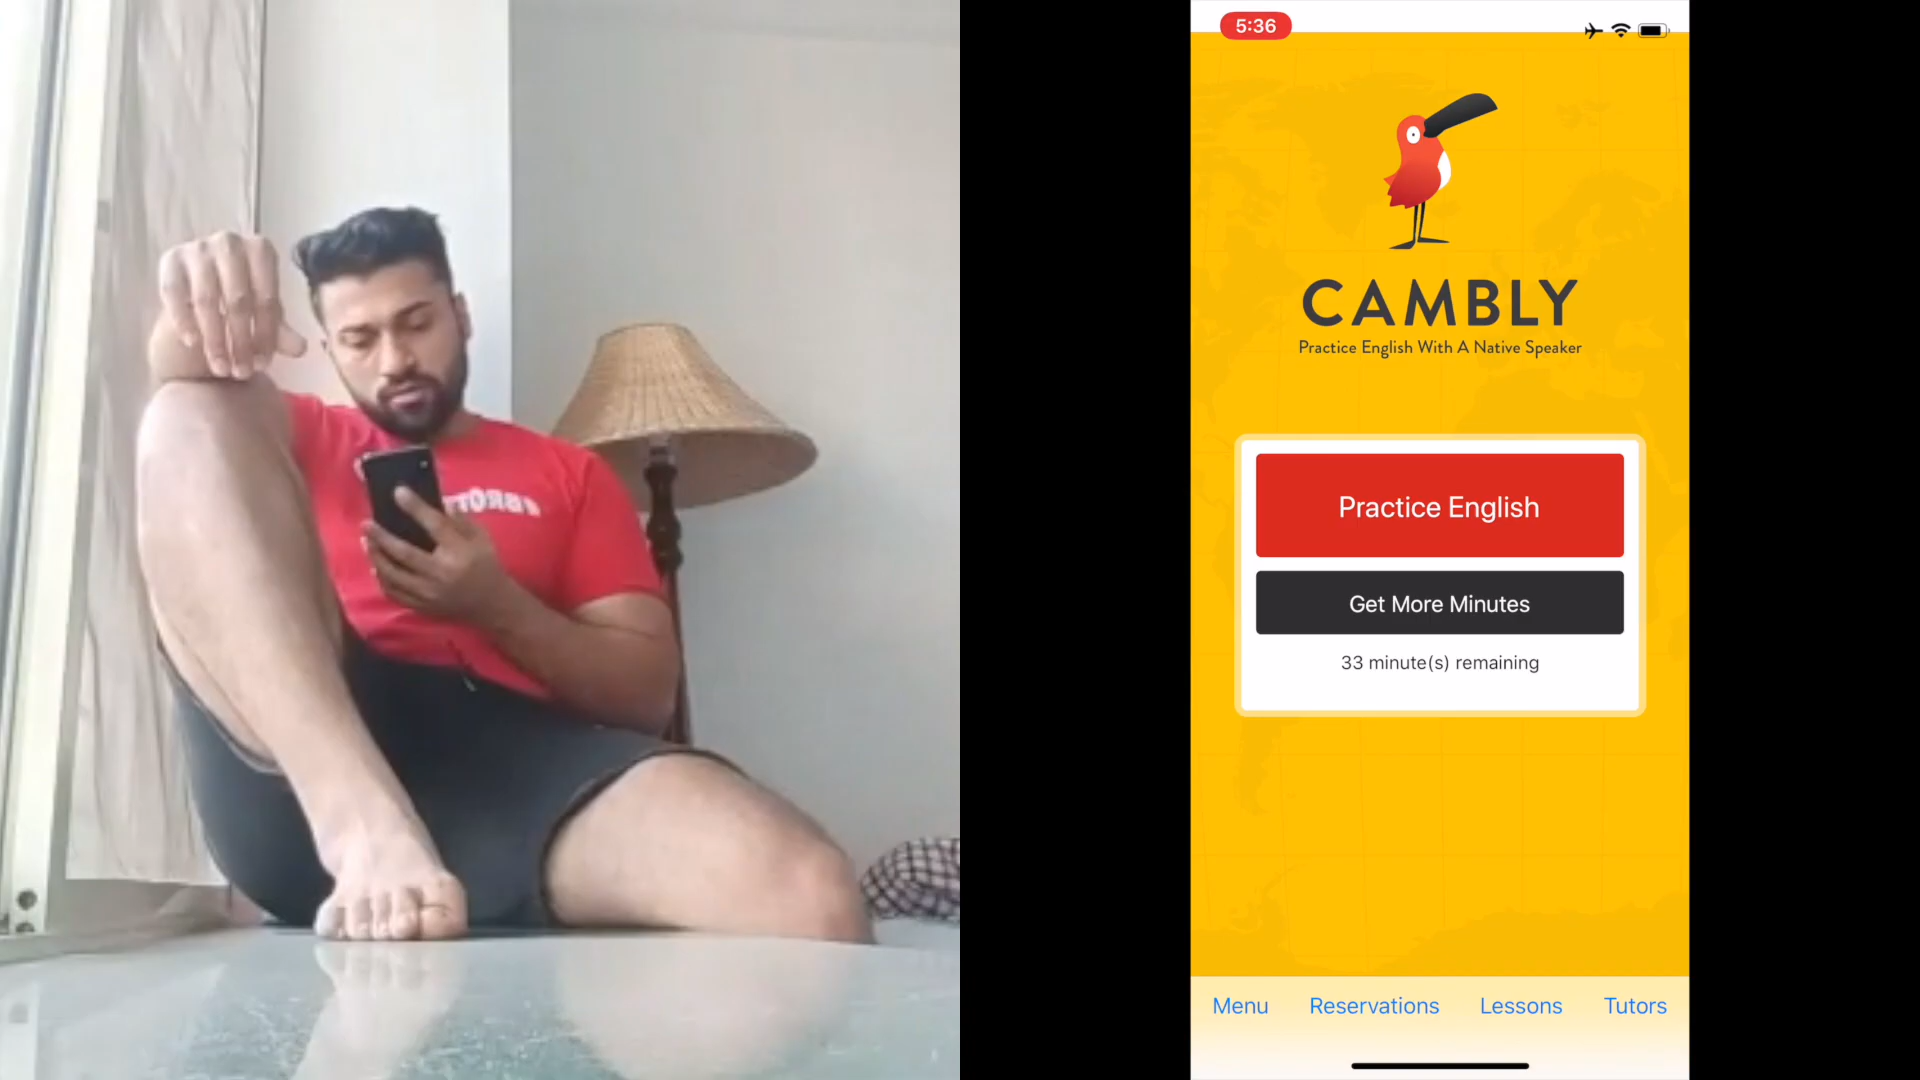 5:36
CAMBLY
Practice English With A Native Speaker
Practice English
Get More Minutes
33 minute(s) remaining
Menu
Reservations
Lessons
Tutors